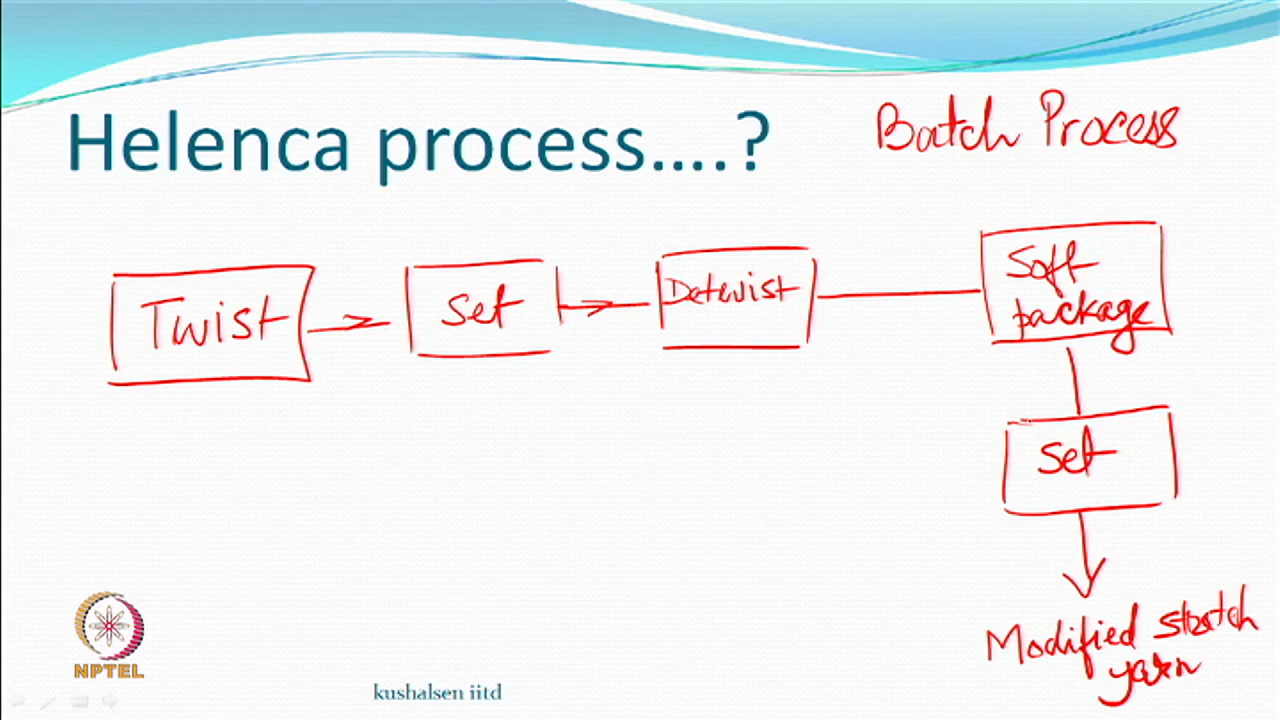 Helenca process....?
Batch Process
Twist
Set
Detwist
Soft
package
Set
Modified stretch
yarn
NPTEL
kushalsen iitd